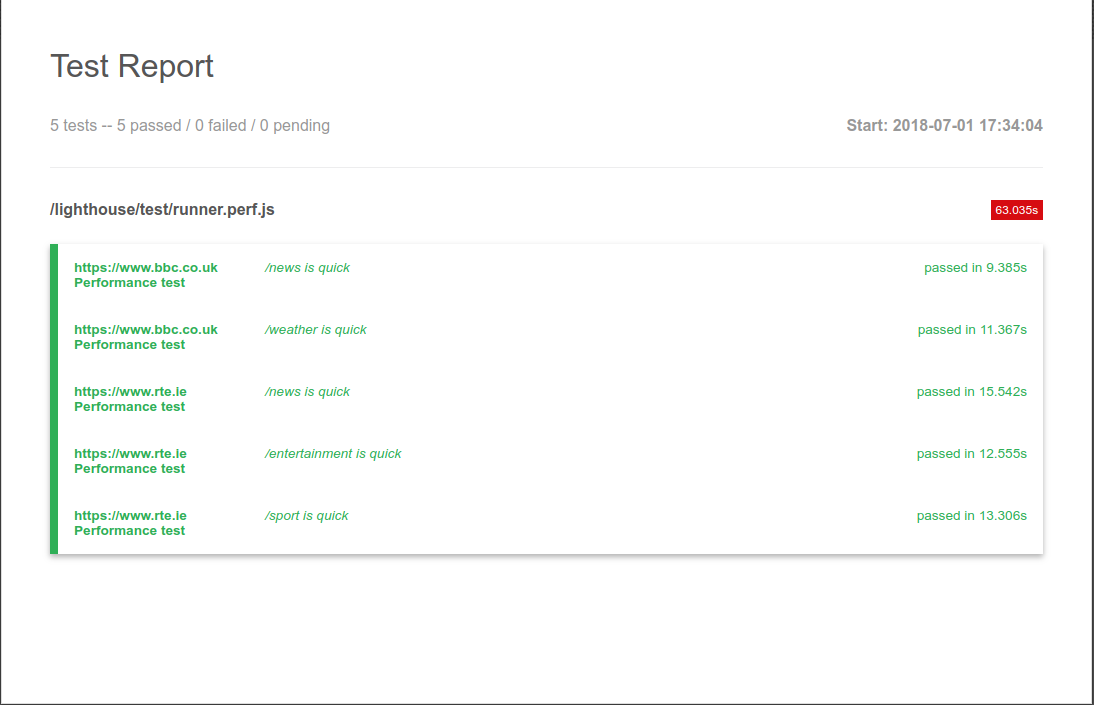 Test Report
5 tests -- 5 passed / 0 failed / 0 pending
Start: 2018-07-01 17:34:04
/lighthouse/test/runner.perf.js
63.035s
https://www.bbc.co.uk /news is quick passed in 9.385s
Performance test
https://www.bbc.co.uk /weather is quick passed in 11.367s
Performance test
https://www.rte.ie /news is quick passed in 15.542s
Performance test
https://www.rte.ie /entertainment is quick passed in 12.555s
Performance test
https://www.rte.ie /sport is quick passed in 13.306s
Performance test